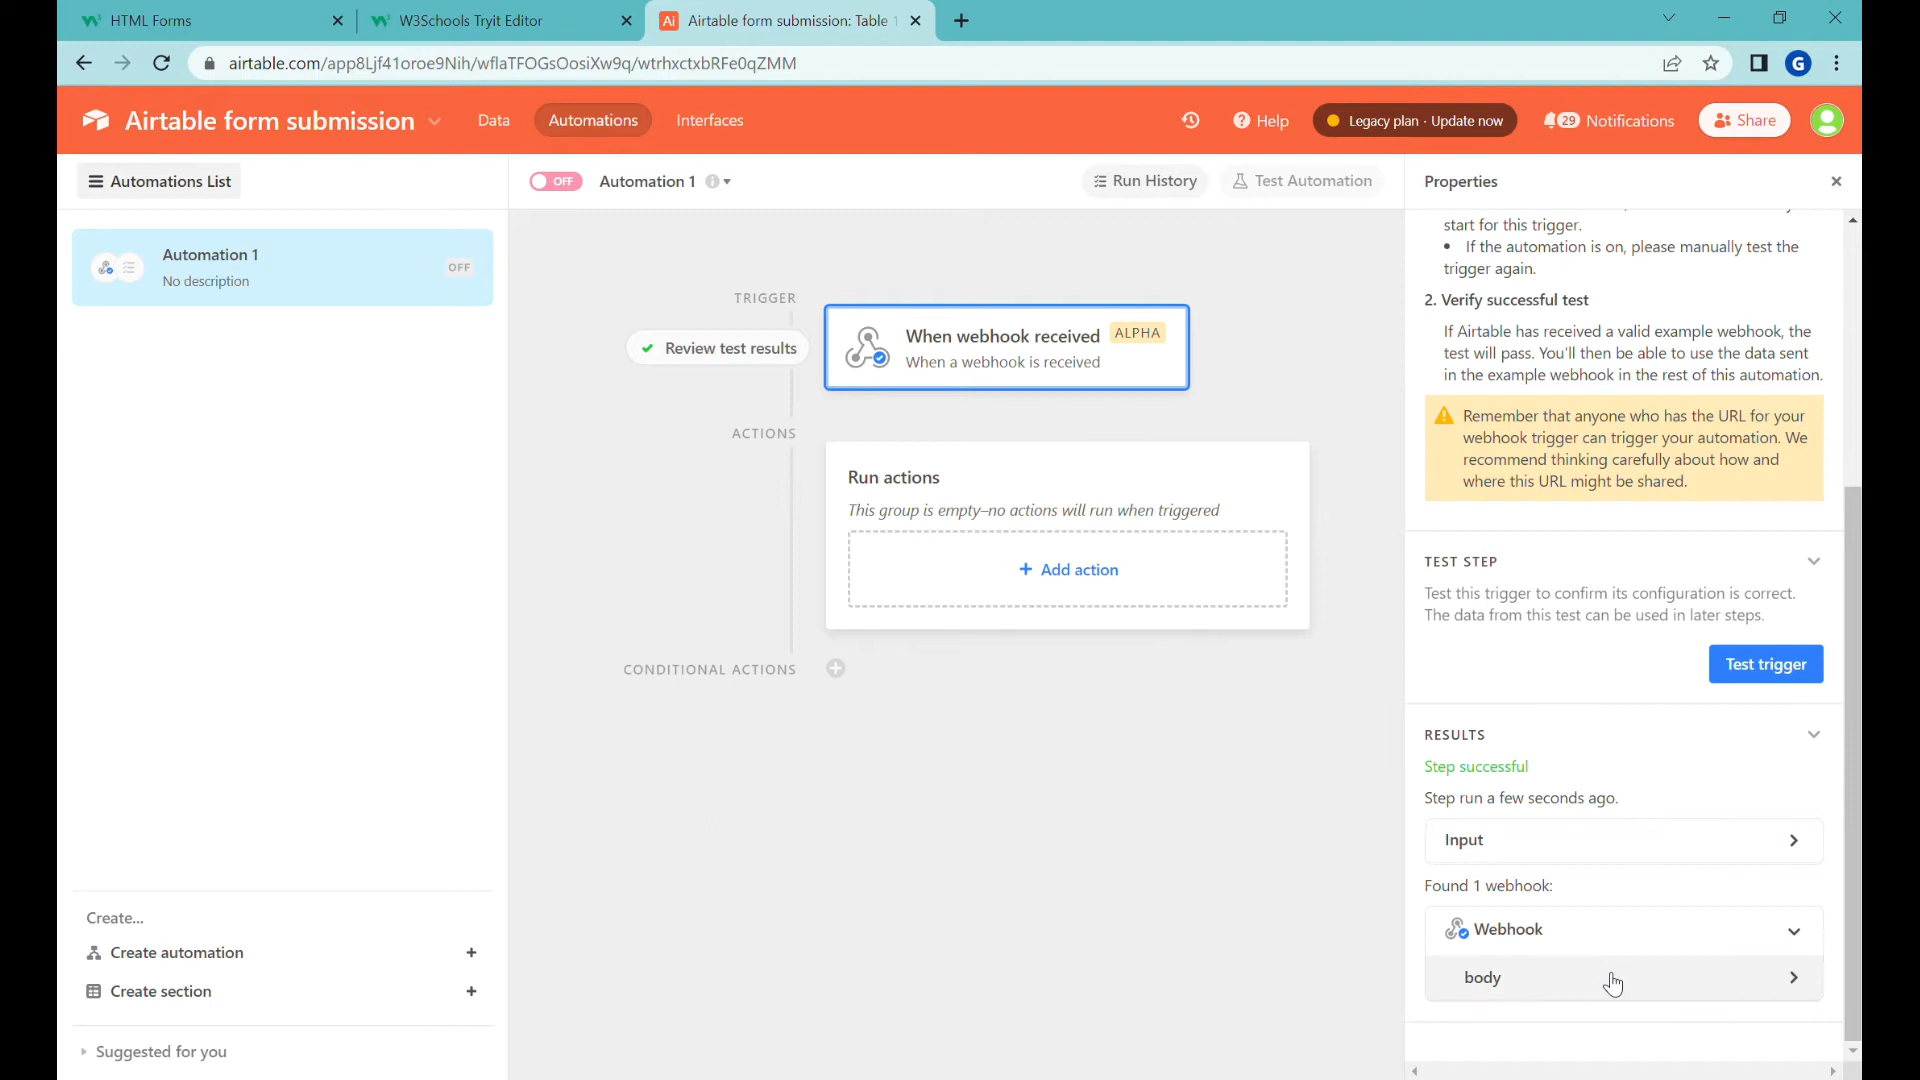 HTML Forms
W3Schools Tryit Editor
Airtable form submission: Table 1
airtable.com/app8Ljf41oroe9Nih/wflaTFOGsOosiXw9q/wtrhxctxbRFe0qZMM
G
Airtable form submission
Data
Automations
Interfaces
Help
Legacy plan · Update now
29
Notifications
Share
Automations List
OFF
Automation 1
Run History
Test Automation
Properties
Automation 1
No description
OFF
TRIGGER
Review test results
When webhook received
ALPHA
When a webhook is received
ACTIONS
Run actions
This group is empty–no actions will run when triggered
+ Add action
CONDITIONAL ACTIONS
start for this trigger.
• If the automation is on, please manually test the
trigger again.
2. Verify successful test
If Airtable has received a valid example webhook, the
test will pass. You'll then be able to use the data sent
in the example webhook in the rest of this automation.
Remember that anyone who has the URL for your
webhook trigger can trigger your automation. We
recommend thinking carefully about how and
where this URL might be shared.
TEST STEP
Test this trigger to confirm its configuration is correct.
The data from this test can be used in later steps.
Test trigger
RESULTS
Step successful
Step run a few seconds ago.
Input
Found 1 webhook:
Webhook
body
Create...
Create automation
Create section
Suggested for you